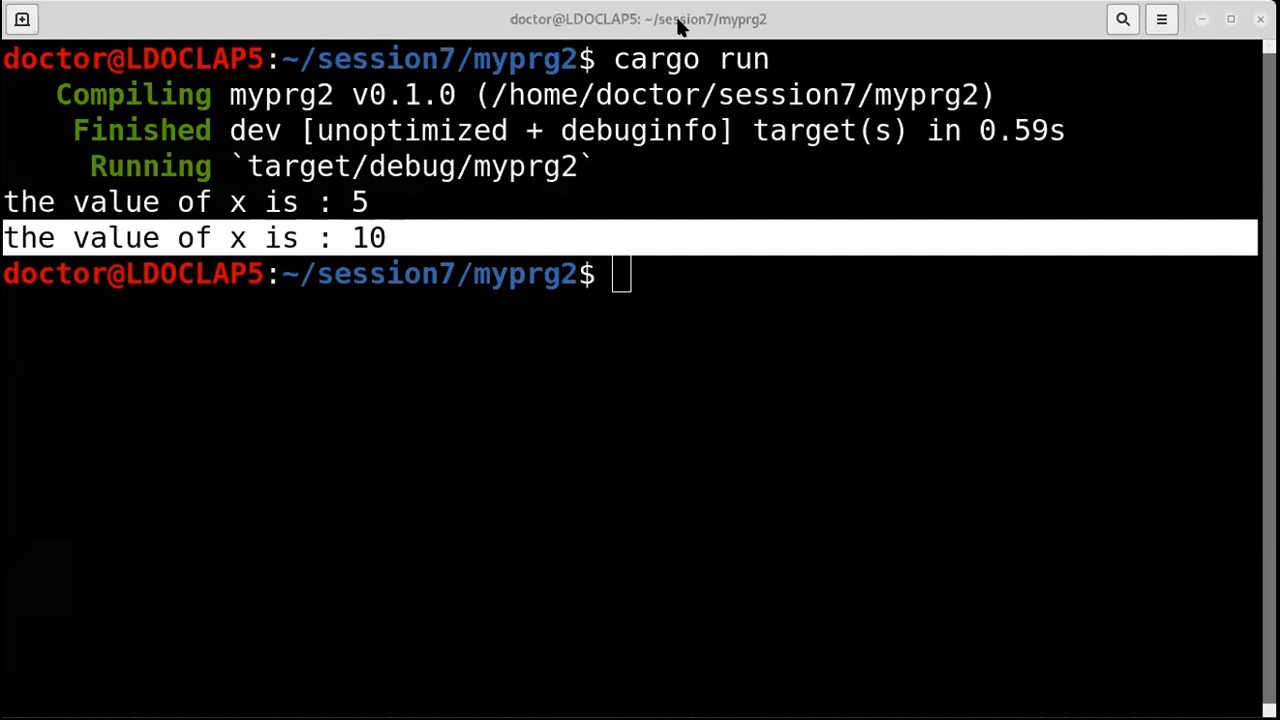 doctor@LDOCLAP5: ~/session7/myprg2
doctor@LDOCLAP5:~/session7/myprg2$ cargo run
Compiling myprg2 v0.1.0 (/home/doctor/session7/myprg2)
Finished dev [unoptimized + debuginfo] target(s) in 0.59s
Running `target/debug/myprg2`
the value of x is : 5
the value of x is : 10
doctor@LDOCLAP5:~/session7/myprg2$